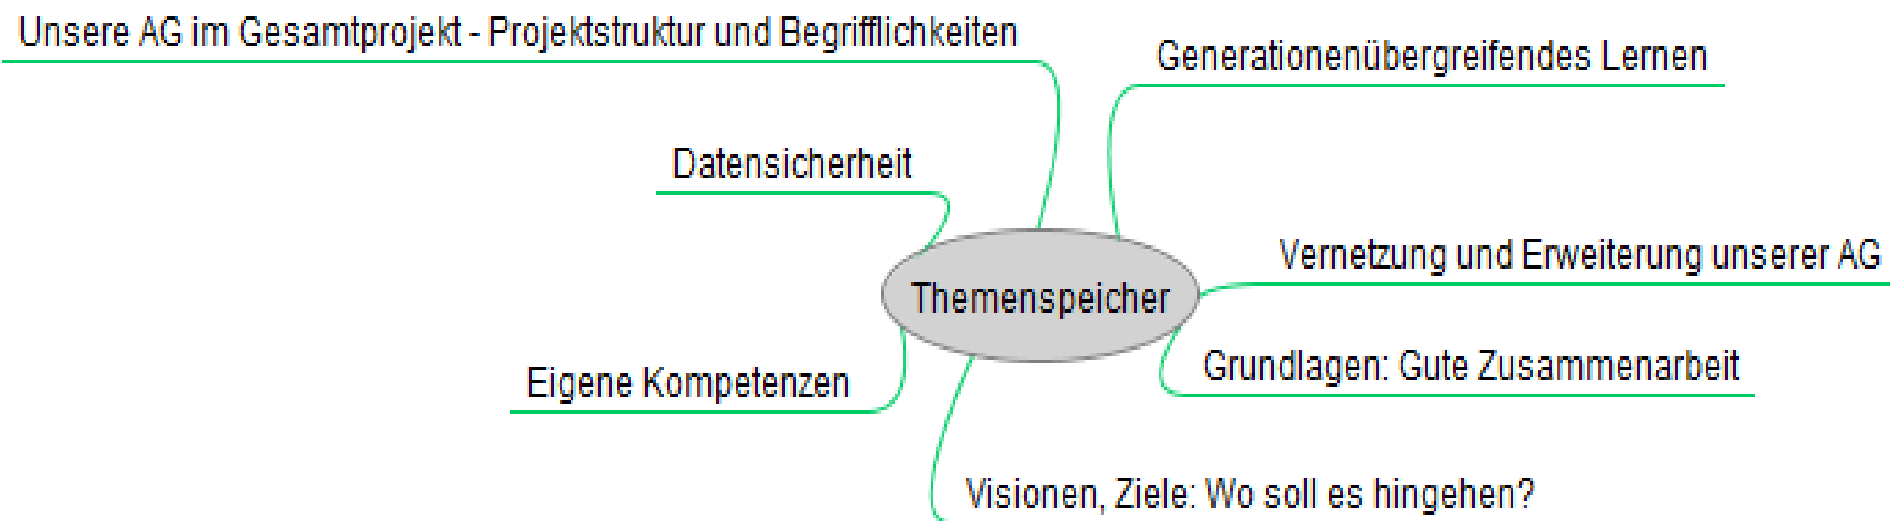 Unsere AG im Gesamtprojekt - Projektstruktur und Begrifflichkeiten
Generationenübergreifendes Lernen
Datensicherheit
Vernetzung und Erweiterung unserer AG
Themenspeicher
Grundlagen: Gute Zusammenarbeit
Eigene Kompetenzen
Visionen, Ziele: Wo soll es hingehen?